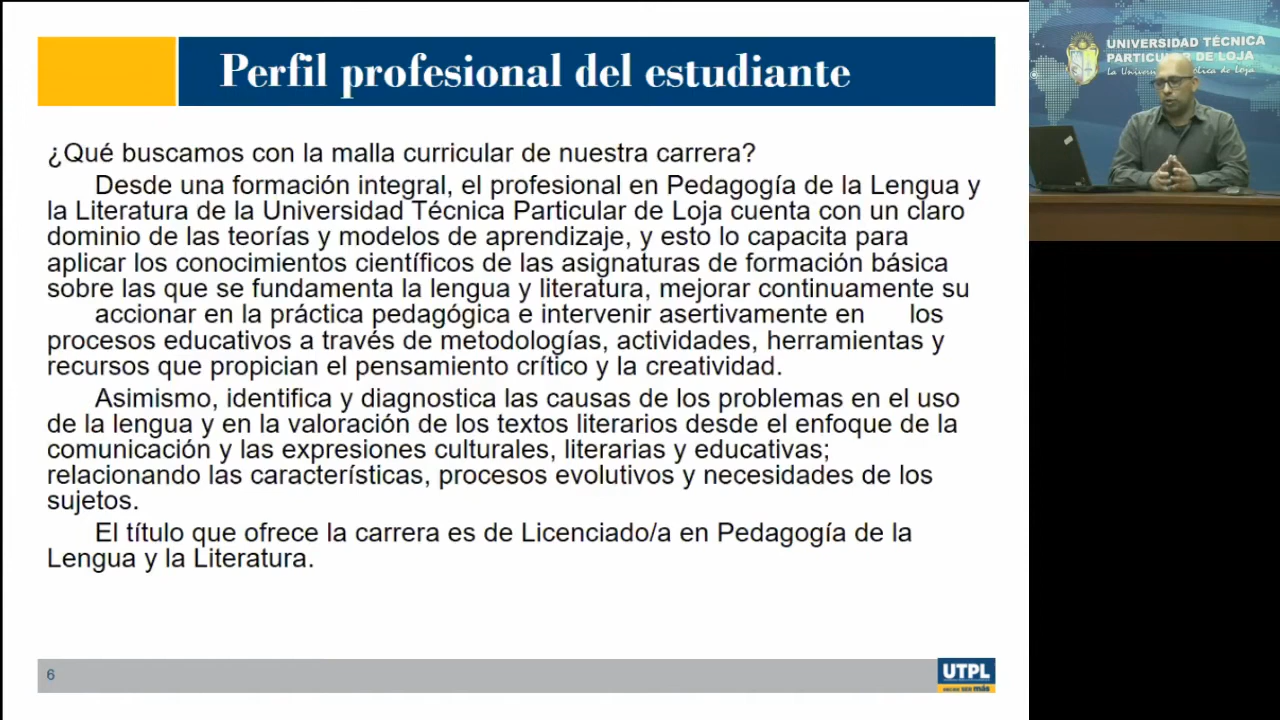 Perfil profesional del estudiante
¿Qué buscamos con la malla curricular de nuestra carrera?
Desde una formación integral, el profesional en Pedagogía de la Lengua y
la Literatura de la Universidad Técnica Particular de Loja cuenta con un claro
dominio de las teorías y modelos de aprendizaje, y esto lo capacita para
aplicar los conocimientos científicos de las asignaturas de formación básica
sobre las que se fundamenta la lengua y literatura, mejorar continuamente su
accionar en la práctica pedagógica e intervenir asertivamente en los
procesos educativos a través de metodologías, actividades, herramientas y
recursos que propician el pensamiento crítico y la creatividad.
Asimismo, identifica y diagnostica las causas de los problemas en el uso
de la lengua y en la valoración de los textos literarios desde el enfoque de la
comunicación y las expresiones culturales, literarias y educativas;
relacionando las características, procesos evolutivos y necesidades de los
sujetos.
El título que ofrece la carrera es de Licenciado/a en Pedagogía de la
Lengua y la Literatura.
6
UTPL
DECIDE SER más
UNIVERSIDAD TÉCNICA
PARTICULAR DE LOJA
La de Loja